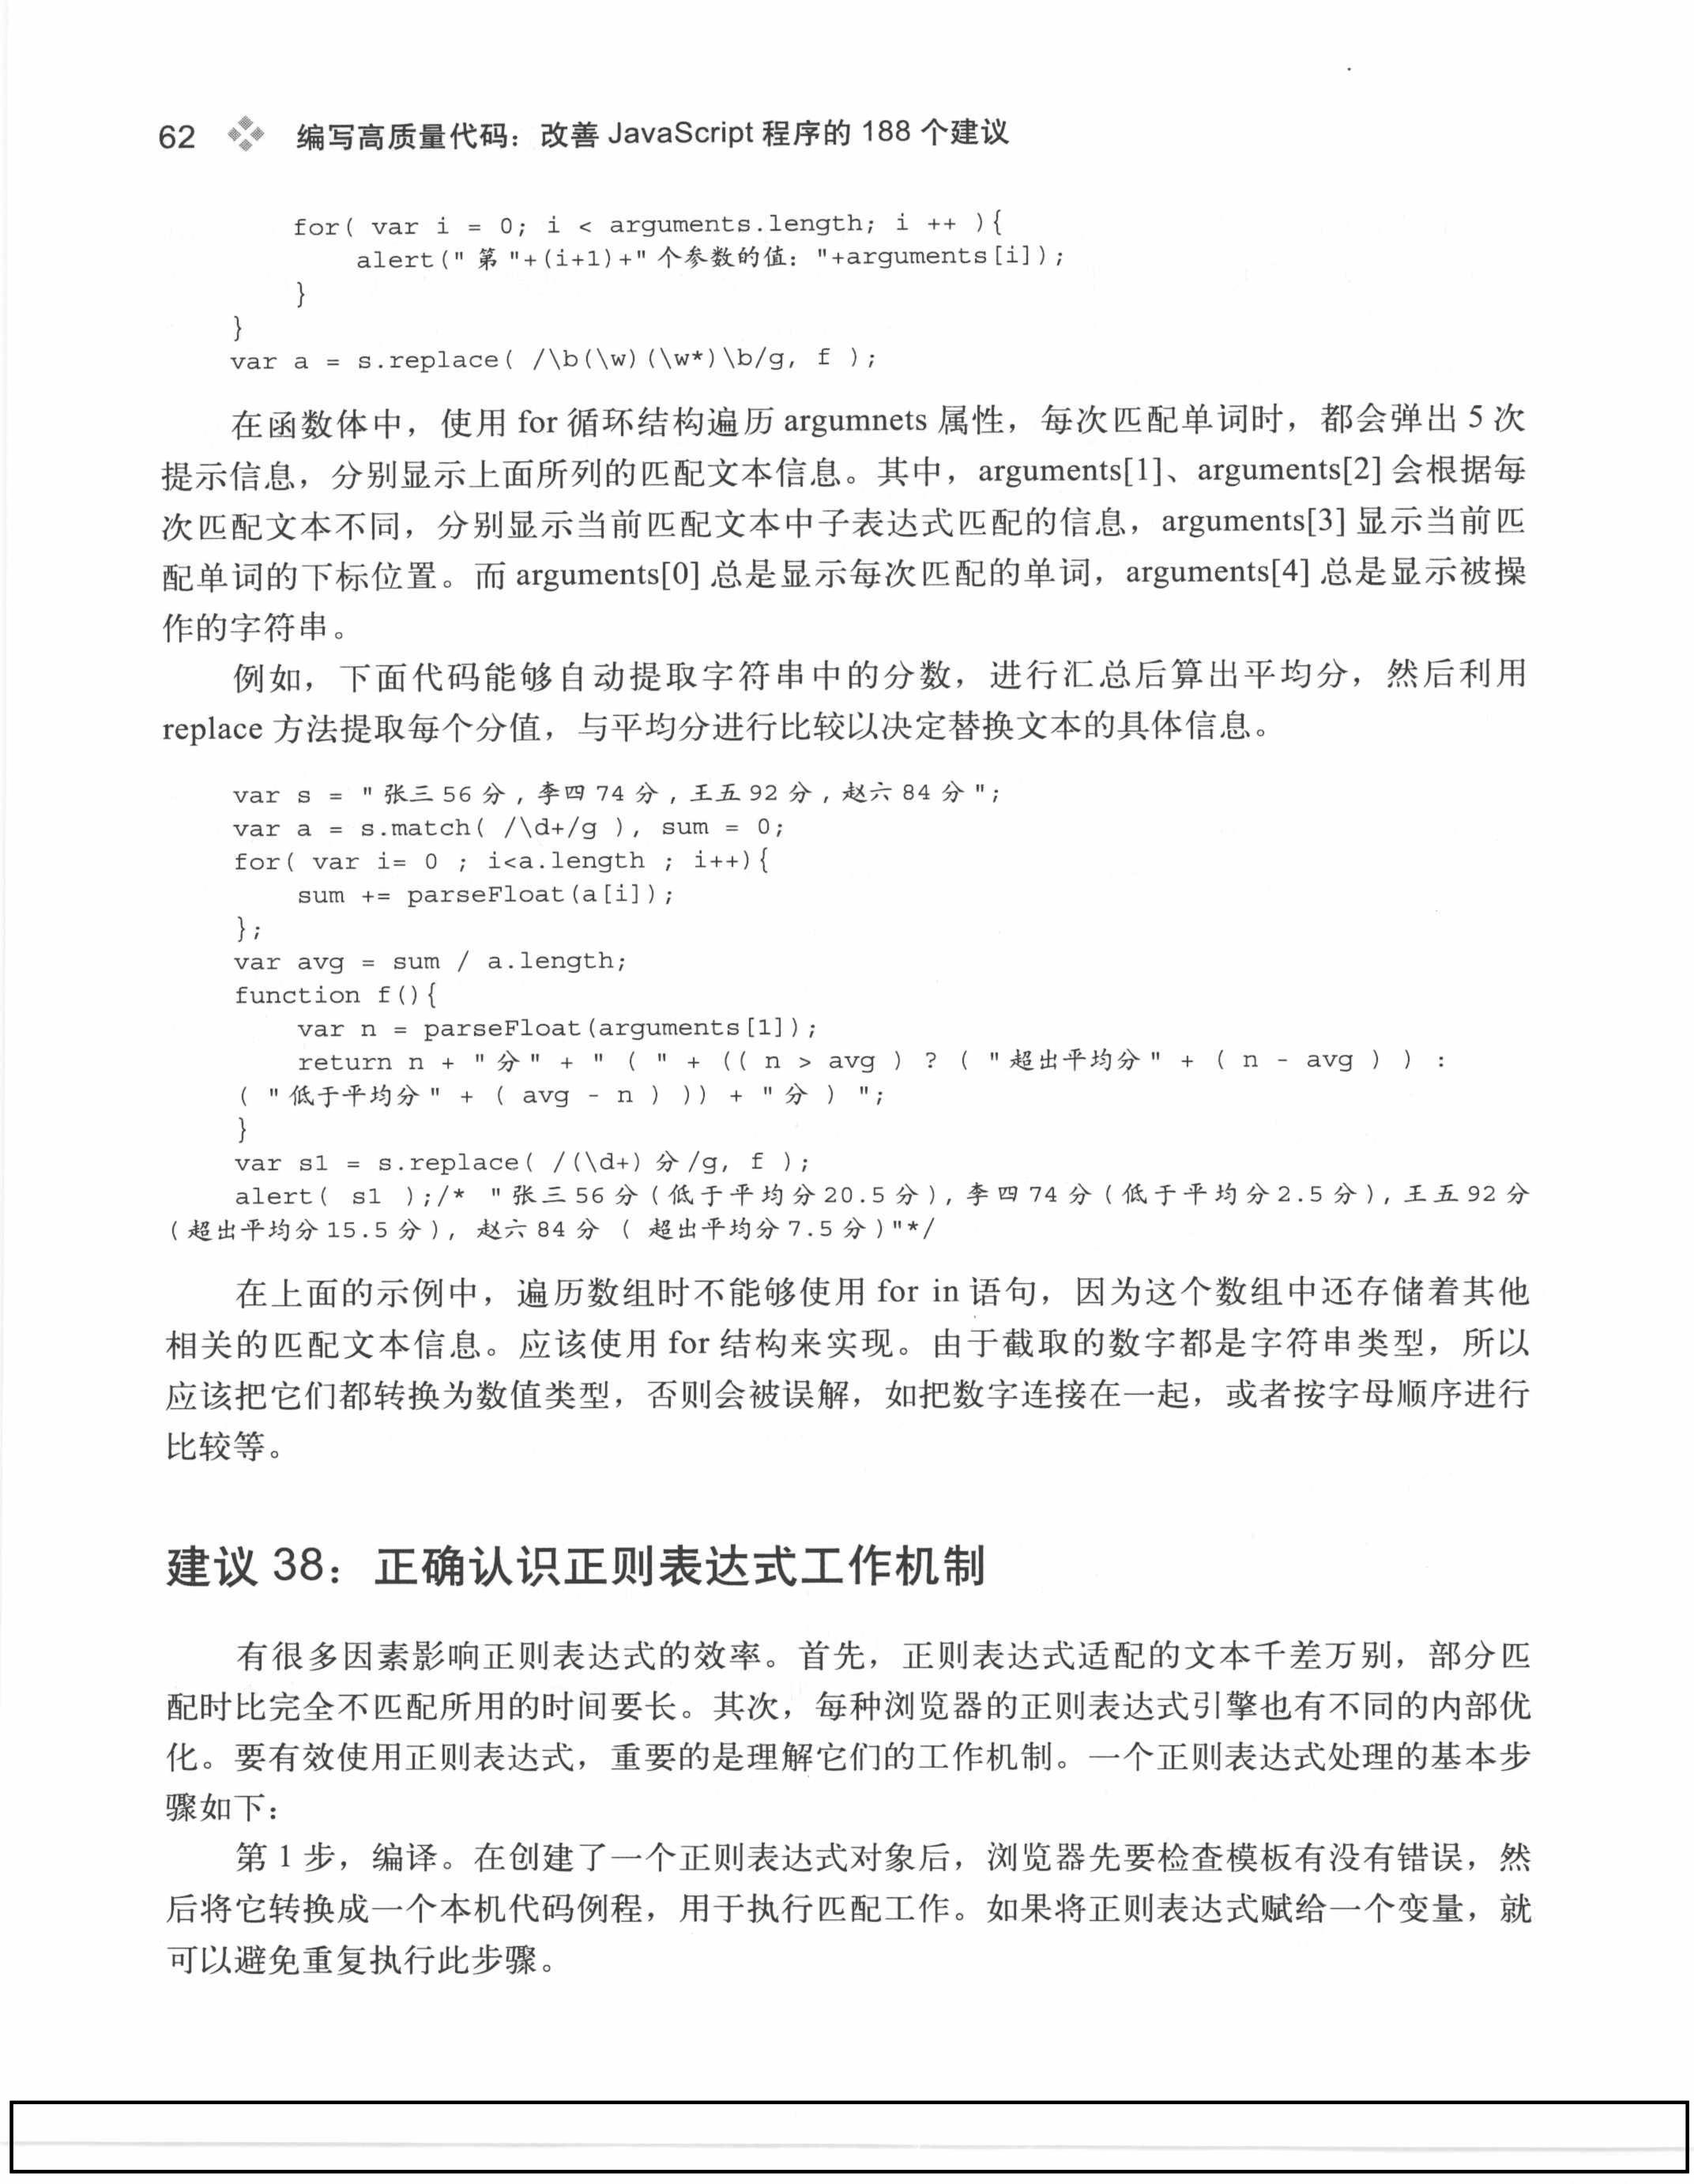 62 编写高质量代码：改善 JavaScript 程序的 188 个建议
for( var i = 0; i < arguments.length; i ++ ){
alert(" 第 "+(i+1)+" 个参数的值： "+arguments[i]);
}
}
var a = s.replace( /\b(\w)(\w*)\b/g, f );
在函数体中，使用 for 循环结构遍历 argumnets 属性，每次匹配单词时，都会弹出 5 次
提示信息，分别显示上面所列的匹配文本信息。其中，arguments[1]、arguments[2] 会根据每
次匹配文本不同，分别显示当前匹配文本中子表达式匹配的信息，arguments[3] 显示当前匹
配单词的下标位置。而 arguments[0] 总是显示每次匹配的单词，arguments[4] 总是显示被操
作的字符串。
例如，下面代码能够自动提取字符串中的分数，进行汇总后算出平均分，然后利用
replace 方法提取每个分值，与平均分进行比较以决定替换文本的具体信息。
var s = " 张三 56 分 , 李四 74 分 , 王五 92 分 , 赵六 84 分 ";
var a = s.match( /\d+/g ), sum = 0;
for( var i= 0 ; i<a.length ; i++){
sum += parseFloat(a[i]);
};
var avg = sum / a.length;
function f(){
var n = parseFloat(arguments[1]);
return n + " 分 " + " ( " + (( n > avg ) ? ( " 超出平均分 " + ( n - avg ) ) :
( " 低于平均分 " + ( avg - n ) )) + " 分 ) ";
}
var s1 = s.replace( /(\d+) 分 /g, f );
alert( s1 );/* " 张三 56 分 ( 低于平均分 20.5 分 ), 李四 74 分 ( 低于平均分 2.5 分 ), 王五 92 分
( 超出平均分 15.5 分 ), 赵六 84 分 ( 超出平均分 7.5 分 )"*/
在上面的示例中，遍历数组时不能够使用 for in 语句，因为这个数组中还存储着其他
相关的匹配文本信息。应该使用 for 结构来实现。由于截取的数字都是字符串类型，所以
应该把它们都转换为数值类型，否则会被误解，如把数字连接在一起，或者按字母顺序进行
比较等。
建议 38：正确认识正则表达式工作机制
有很多因素影响正则表达式的效率。首先，正则表达式适配的文本千差万别，部分匹
配时比完全不匹配所用的时间要长。其次，每种浏览器的正则表达式引擎也有不同的内部优
化。要有效使用正则表达式，重要的是理解它们的工作机制。一个正则表达式处理的基本步
骤如下：
第 1 步，编译。在创建了一个正则表达式对象后，浏览器先要检查模板有没有错误，然
后将它转换成一个本机代码例程，用于执行匹配工作。如果将正则表达式赋给一个变量，就
可以避免重复执行此步骤。